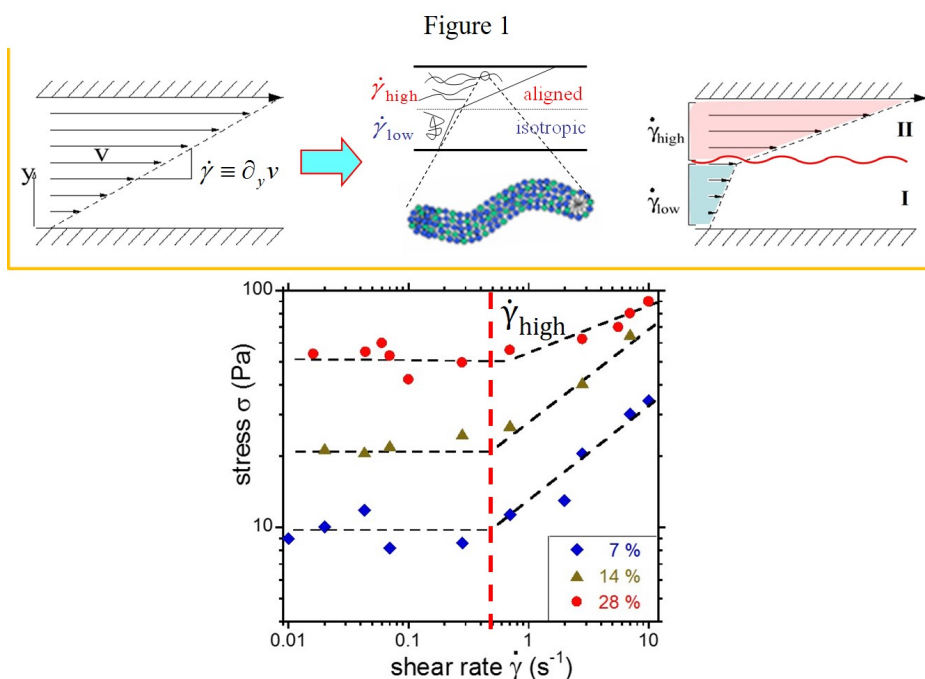 Figure 1
y
v
γ̇ ≡ ∂ᵧv
γ̇high
aligned
γ̇low
isotropic
γ̇high
II
γ̇low
I
100
γ̇high
stress σ (Pa)
10
7 %
14 %
28 %
0.01
0.1
1
10
shear rate γ̇ (s⁻¹)